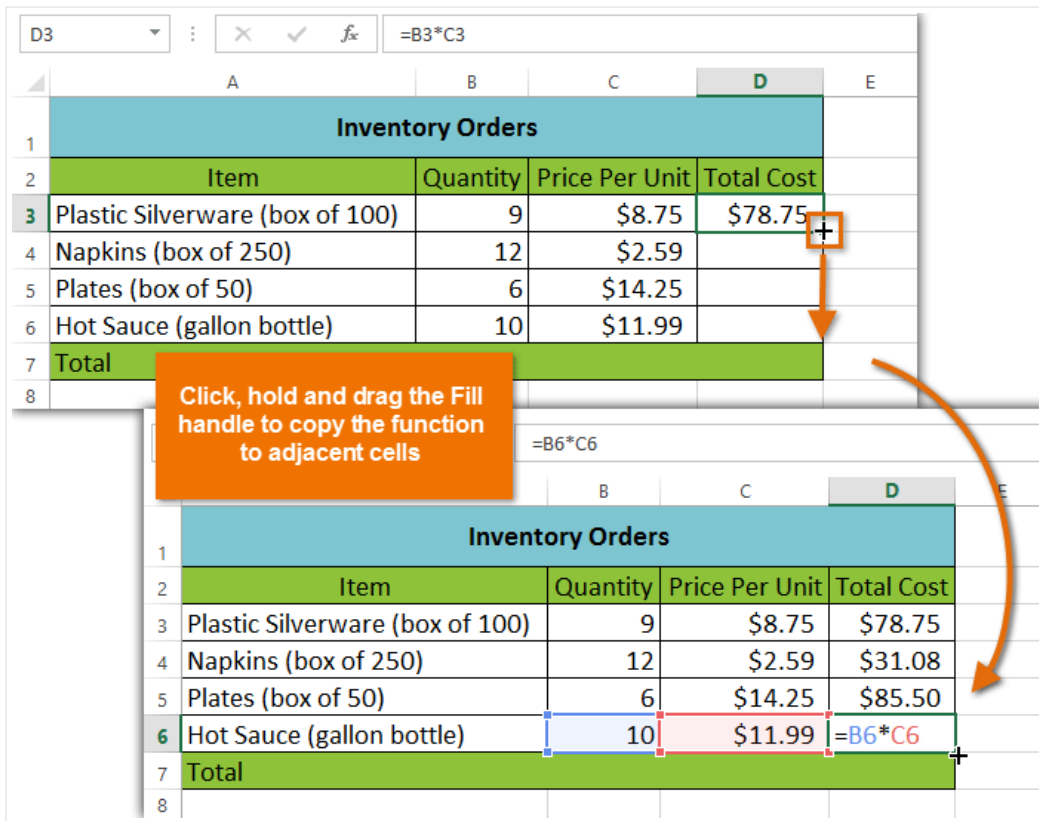 D3 fx =B3*C3
A B C D E
1 Inventory Orders
2 Item Quantity Price Per Unit Total Cost
3 Plastic Silverware (box of 100) 9 $8.75 $78.75
4 Napkins (box of 250) 12 $2.59
5 Plates (box of 50) 6 $14.25
6 Hot Sauce (gallon bottle) 10 $11.99
7 Total
8
Click, hold and drag the Fill
handle to copy the function
to adjacent cells
=B6*C6
B C D E
1 Inventory Orders
2 Item Quantity Price Per Unit Total Cost
3 Plastic Silverware (box of 100) 9 $8.75 $78.75
4 Napkins (box of 250) 12 $2.59 $31.08
5 Plates (box of 50) 6 $14.25 $85.50
6 Hot Sauce (gallon bottle) 10 $11.99 =B6*C6
7 Total
8